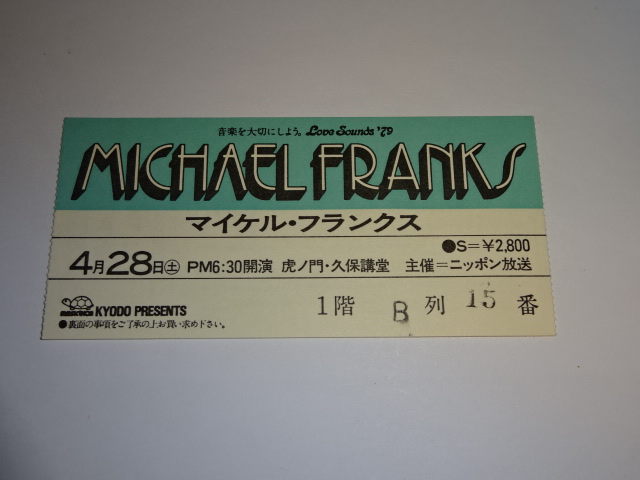 音楽を大切にしよう。Love Sounds '79
MICHAEL FRANKS
マイケル・フランクス
●S=￥2,800
4月28日㊏ PM6:30開演 虎ノ門・久保講堂 主催=ニッポン放送
KYODO PRESENTS
1階 B 列 15 番
●裏面の事項をご了承の上お買い求め下さい。